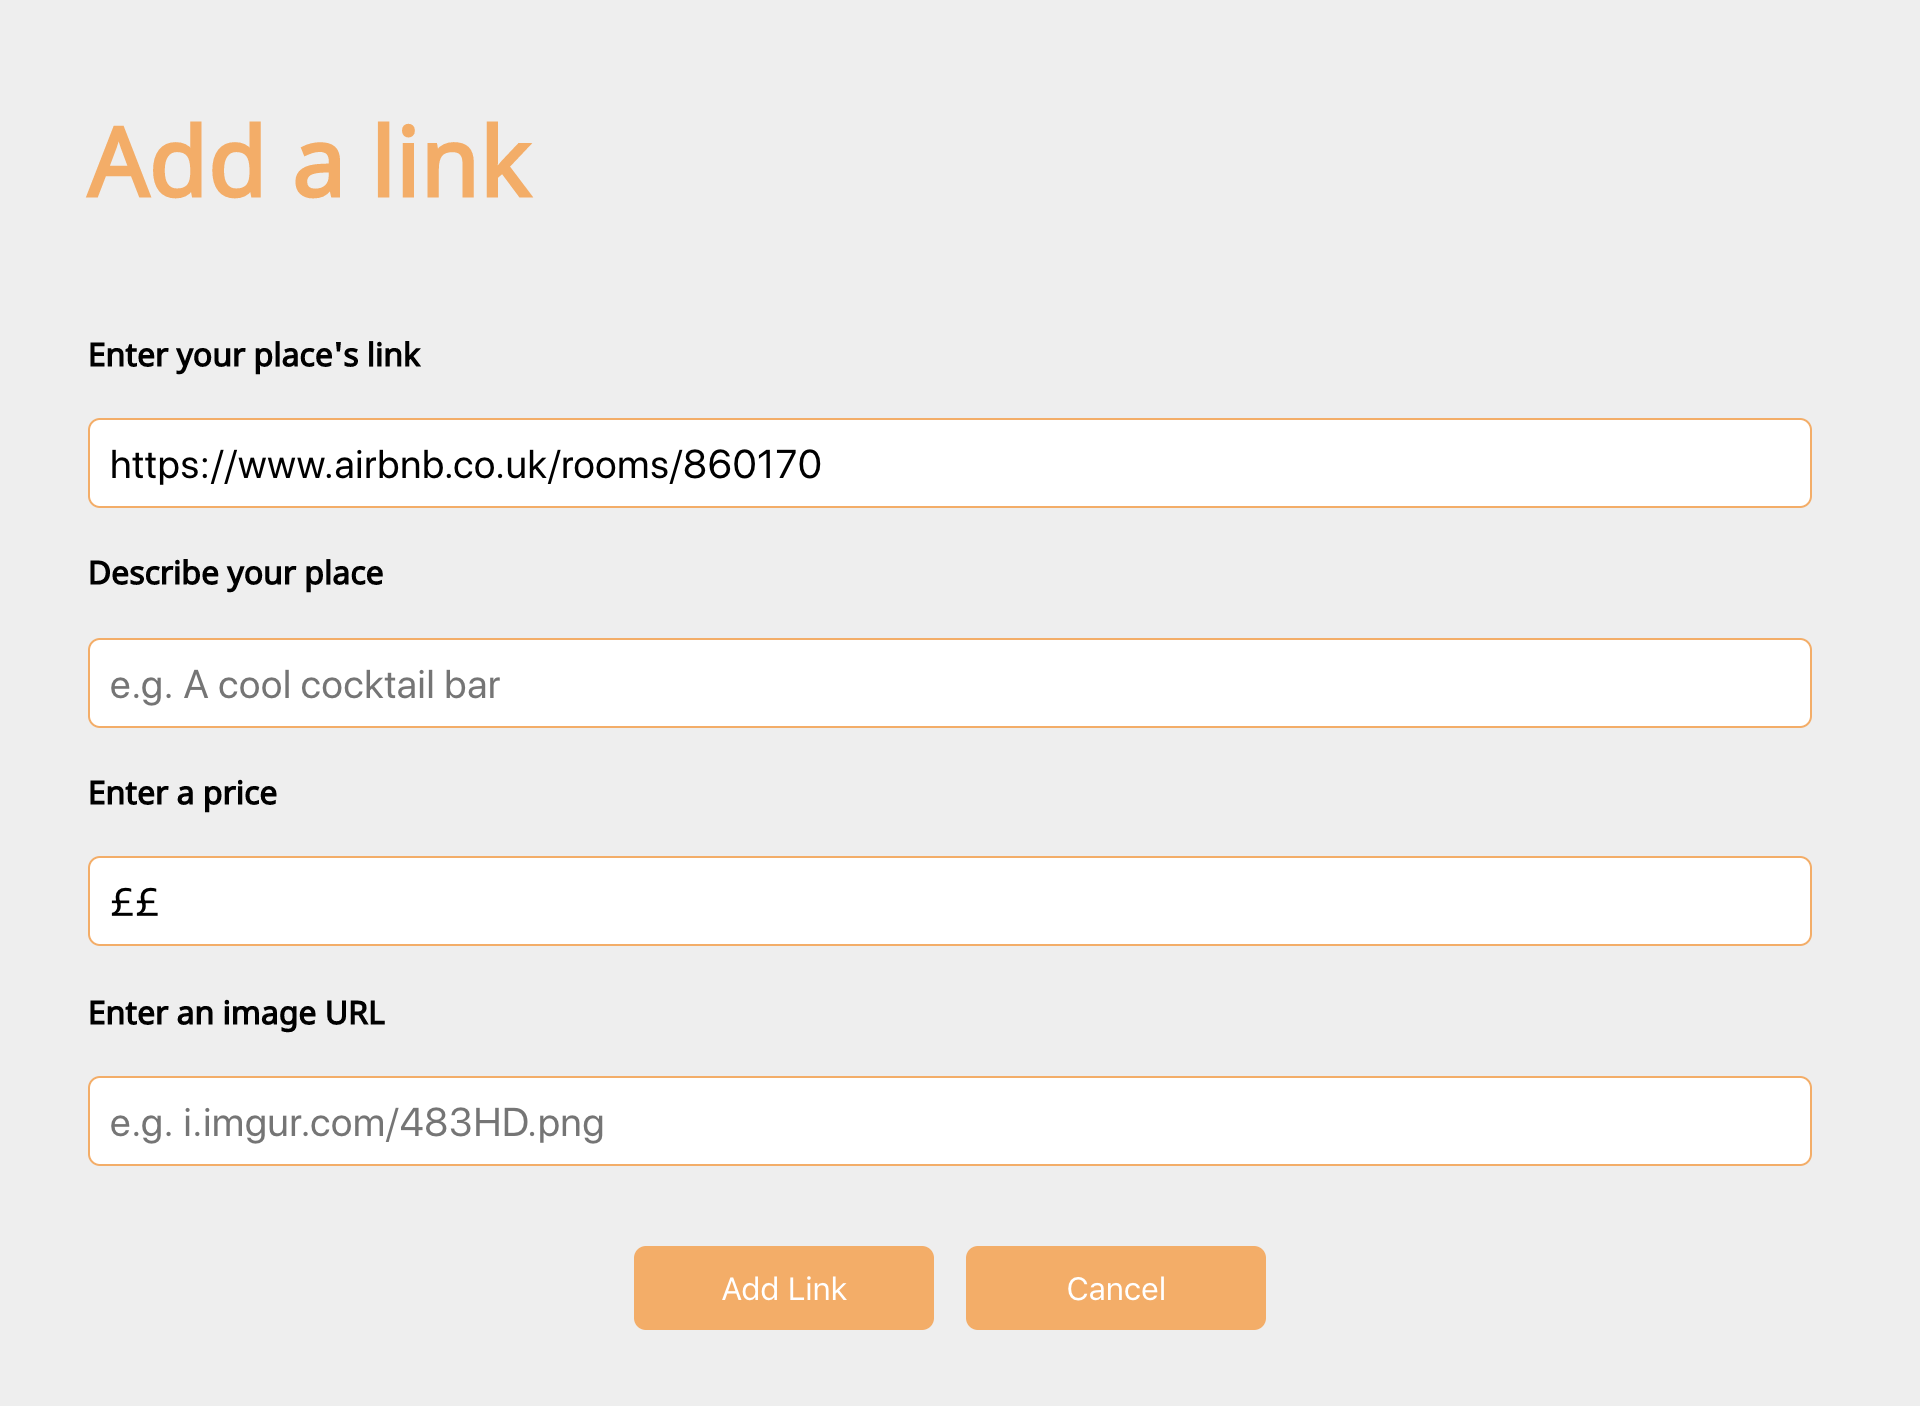 Add a link
Enter your place's link
https://www.airbnb.co.uk/rooms/860170
Describe your place
e.g. A cool cocktail bar
Enter a price
££
Enter an image URL
e.g. i.imgur.com/483HD.png
Add Link
Cancel